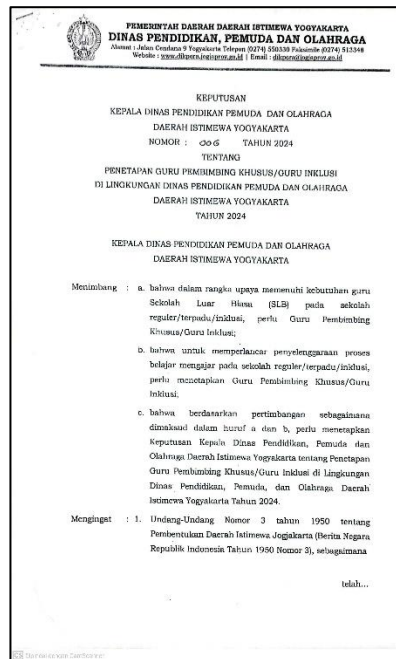 PEMERINTAH DAERAH DAERAH ISTIMEWA YOGYAKARTA
DINAS PENDIDIKAN, PEMUDA DAN OLAHRAGA
Alamat : Jalan Cendana 9 Yogyakarta Telepon (0274) 550330 Faksimile (0274) 513348
Website : www.dikpora.jogjaprov.go.id | Email : dikpora@jogjaprov.go.id
KEPUTUSAN
KEPALA DINAS PENDIDIKAN PEMUDA DAN OLAHRAGA
DAERAH ISTIMEWA YOGYAKARTA
NOMOR : 006 TAHUN 2024
TENTANG
PENETAPAN GURU PEMBIMBING KHUSUS/GURU INKLUSI
DI LINGKUNGAN DINAS PENDIDIKAN PEMUDA DAN OLAHRAGA
DAERAH ISTIMEWA YOGYAKARTA
TAHUN 2024
KEPALA DINAS PENDIDIKAN PEMUDA DAN OLAHRAGA
DAERAH ISTIMEWA YOGYAKARTA
Menimbang : a. bahwa dalam rangka upaya memenuhi kebutuhan guru
Sekolah Luar Biasa (SLB) pada sekolah
reguler/terpadu/inklusi, perlu Guru Pembimbing
Khusus/Guru Inklusi;
b. bahwa untuk memperlancar penyelenggaraan proses
belajar mengajar pada sekolah reguler/terpadu/inklusi,
perlu menetapkan Guru Pembimbing Khusus/Guru
Inklusi;
c. bahwa berdasarkan pertimbangan sebagaimana
dimaksud dalam huruf a dan b, perlu menetapkan
Keputusan Kepala Dinas Pendidikan, Pemuda dan
Olahraga Daerah Istimewa Yogyakarta tentang Penetapan
Guru Pembimbing Khusus/Guru Inklusi di Lingkungan
Dinas Pendidikan, Pemuda, dan Olahraga Daerah
Istimewa Yogyakarta Tahun 2024.
Mengingat : 1. Undang-Undang Nomor 3 tahun 1950 tentang
Pembentukan Daerah Istimewa Jogjakarta (Berita Negara
Republik Indonesia Tahun 1950 Nomor 3), sebagaimana
telah...
CS Dipindai dengan CamScanner